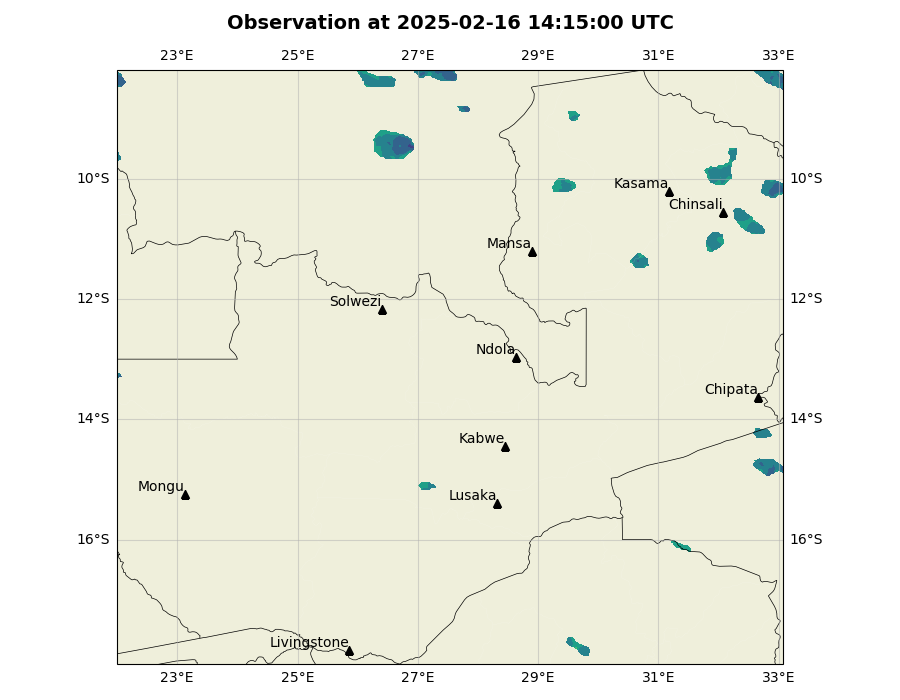 Observation at 2025-02-16 14:15:00 UTC
23°E 25°E 27°E 29°E 31°E 33°E
10°S 10°S
Kasama
Chinsali
Mansa
12°S 12°S
Solwezi
Ndola
Chipata
14°S 14°S
Kabwe
Mongu
Lusaka
16°S 16°S
Livingstone
23°E 25°E 27°E 29°E 31°E 33°E